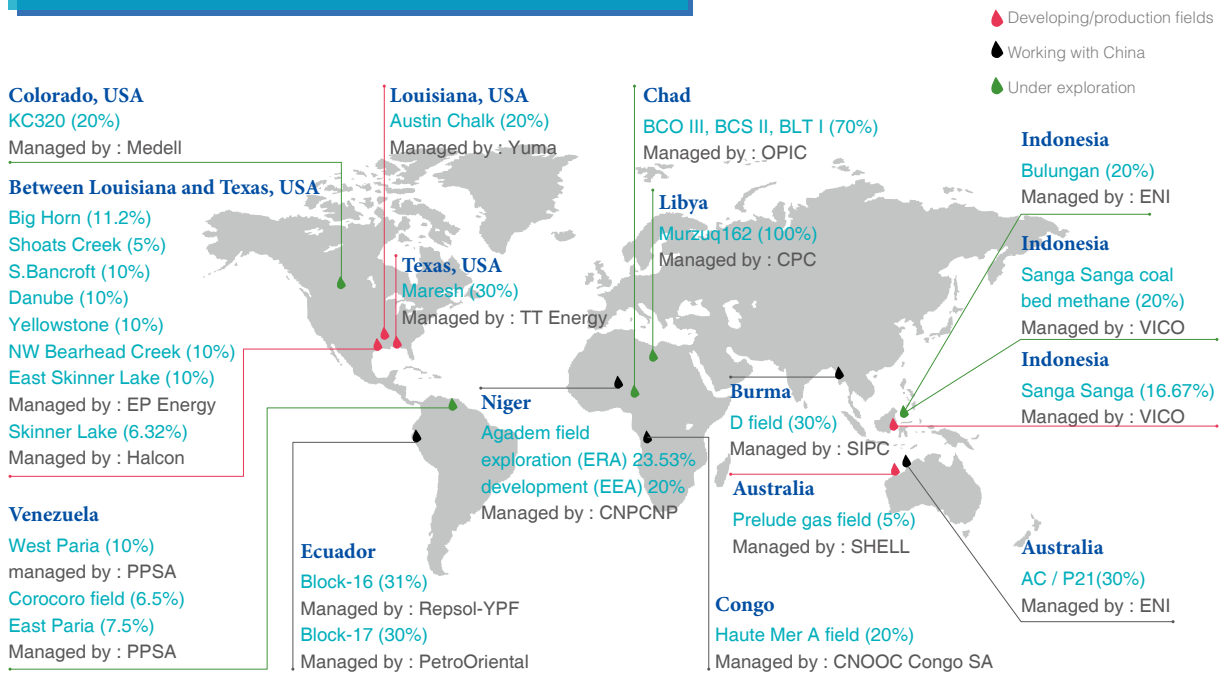 Developing/production fields
Working with China
Under exploration
Colorado, USA
KC320 (20%)
Managed by : Medell
Between Louisiana and Texas, USA
Big Horn (11.2%)
Shoats Creek (5%)
S.Bancroft (10%)
Danube (10%)
Yellowstone (10%)
NW Bearhead Creek (10%)
East Skinner Lake (10%)
Managed by : EP Energy
Skinner Lake (6.32%)
Managed by : Halcon
Venezuela
West Paria (10%)
managed by : PPSA
Corocoro field (6.5%)
East Paria (7.5%)
Managed by : PPSA
Louisiana, USA
Austin Chalk (20%)
Managed by : Yuma
Texas, USA
Maresh (30%)
Managed by : TT Energy
Niger
Agadem field
exploration (ERA) 23.53%
development (EEA) 20%
Managed by : CNPCNP
Ecuador
Block-16 (31%)
Managed by : Repsol-YPF
Block-17 (30%)
Managed by : PetroOriental
Chad
BCO III, BCS II, BLT I (70%)
Managed by : OPIC
Libya
Murzuq162 (100%)
Managed by : CPC
Burma
D field (30%)
Managed by : SIPC
Australia
Prelude gas field (5%)
Managed by : SHELL
Congo
Haute Mer A field (20%)
Managed by : CNOOC Congo SA
Indonesia
Bulungan (20%)
Managed by : ENI
Indonesia
Sanga Sanga coal
bed methane (20%)
Managed by : VICO
Indonesia
Sanga Sanga (16.67%)
Managed by : VICO
Australia
AC / P21(30%)
Managed by : ENI